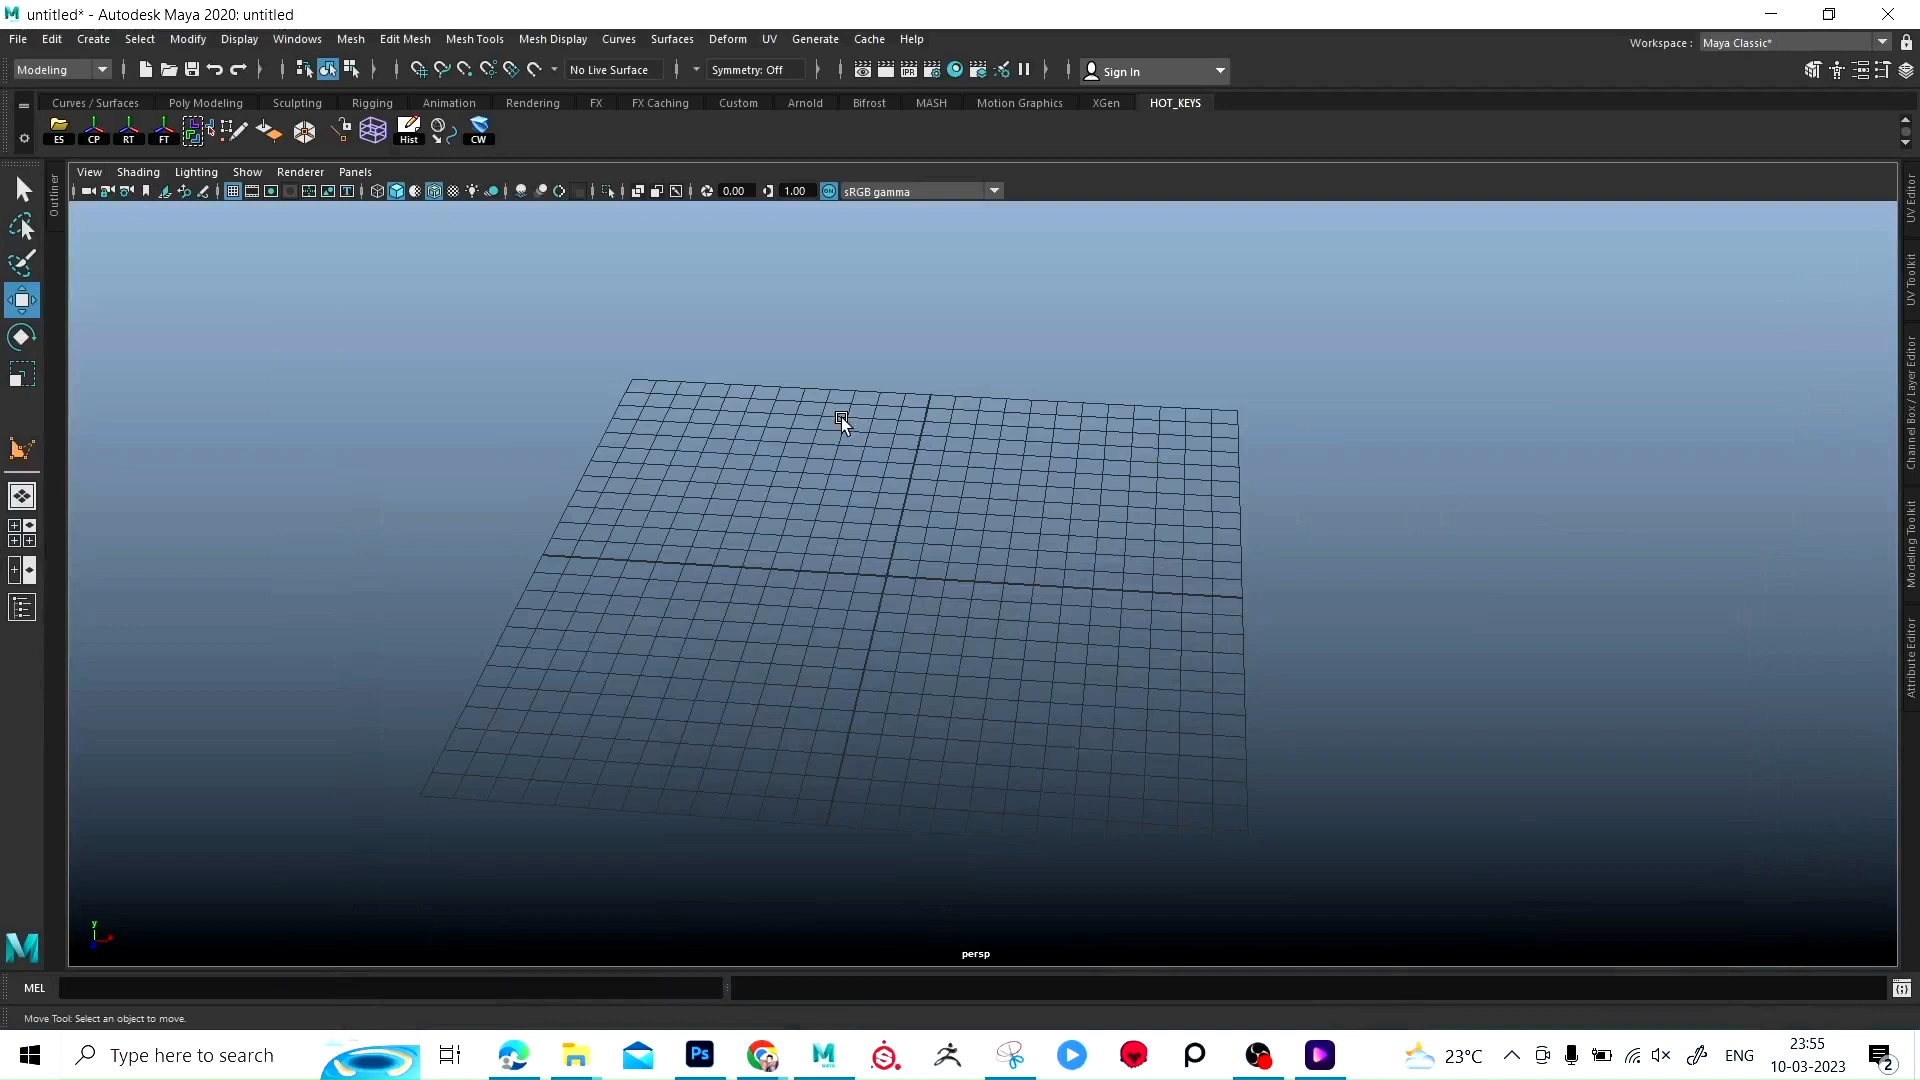 untitled* - Autodesk Maya 2020: untitled
File Edit Create Select Modify Display Windows Mesh Edit Mesh Mesh Tools Mesh Display Curves Surfaces Deform UV Generate Cache Help
Workspace : Maya Classic*
Modeling No Live Surface Symmetry: Off IPR Sign In
Curves / Surfaces Poly Modeling Sculpting Rigging Animation Rendering FX FX Caching Custom Arnold Bifrost MASH Motion Graphics XGen HOT_KEYS
ES CP RT FT Hist CW
View Shading Lighting Show Renderer Panels
0.00 1.00 ON sRGB gamma
Outliner
UV Editor
UV Toolkit
Channel Box / Layer Editor
Modeling Toolkit
Attribute Editor
y
persp
MEL
Move Tool: Select an object to move.
Type here to search
Ps
MAYA
23°C
ENG
23:55
10-03-2023
2